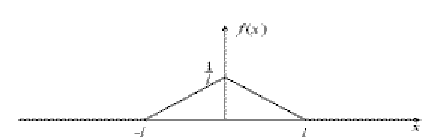 f(x)
1/l
-l l x